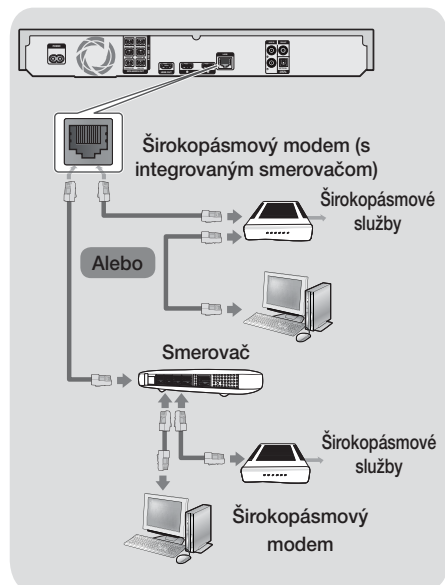 Širokopásmový modem (s
integrovaným smerovačom)
Širokopásmové
služby
Alebo
Smerovač
Širokopásmové
služby
Širokopásmový
modem